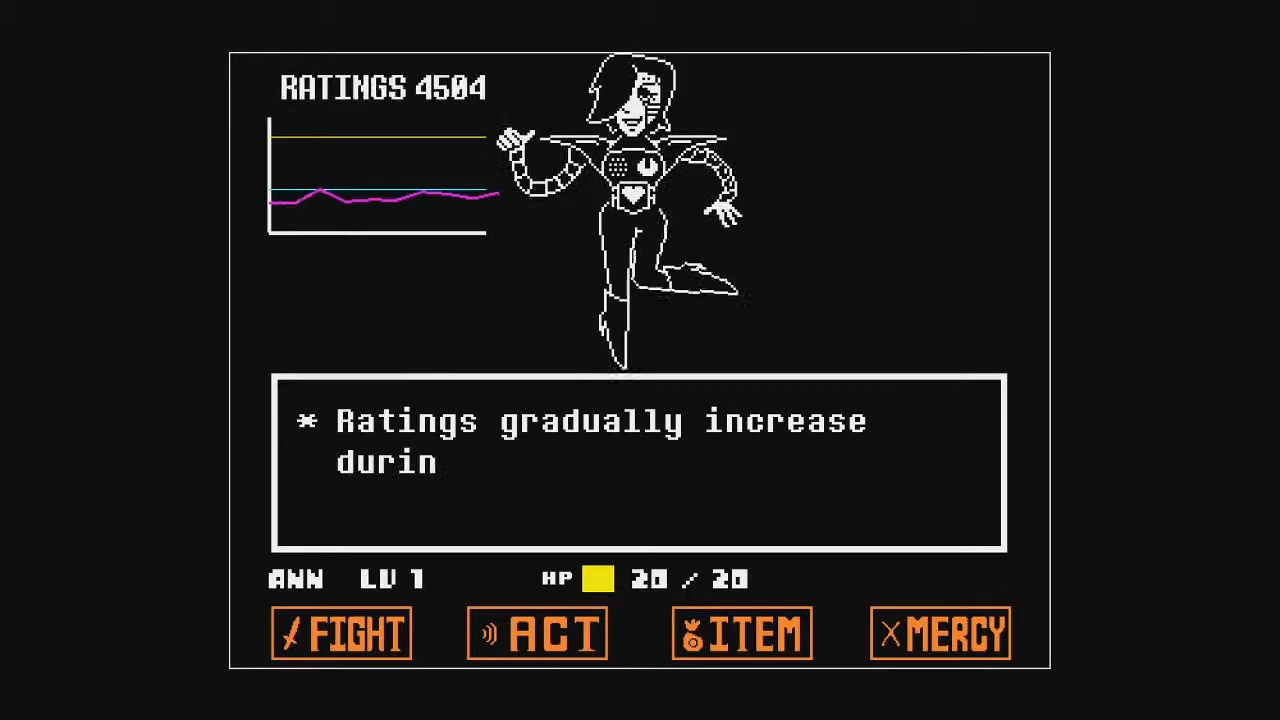 RATINGS 4504
* Ratings gradually increase
durin
ANN LV 1 HP 20 / 20
FIGHT ACT ITEM MERCY